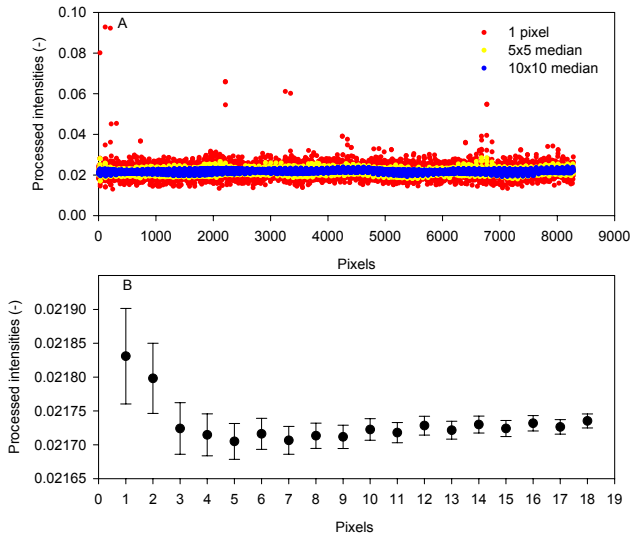 A
1 pixel
5x5 median
10x10 median
Processed intensities (-)
0.10
0.08
0.06
0.04
0.02
0.00
0 1000 2000 3000 4000 5000 6000 7000 8000 9000
Pixels
B
Processed intensities (-)
0.02190
0.02185
0.02180
0.02175
0.02170
0.02165
0 1 2 3 4 5 6 7 8 9 10 11 12 13 14 15 16 17 18 19
Pixels